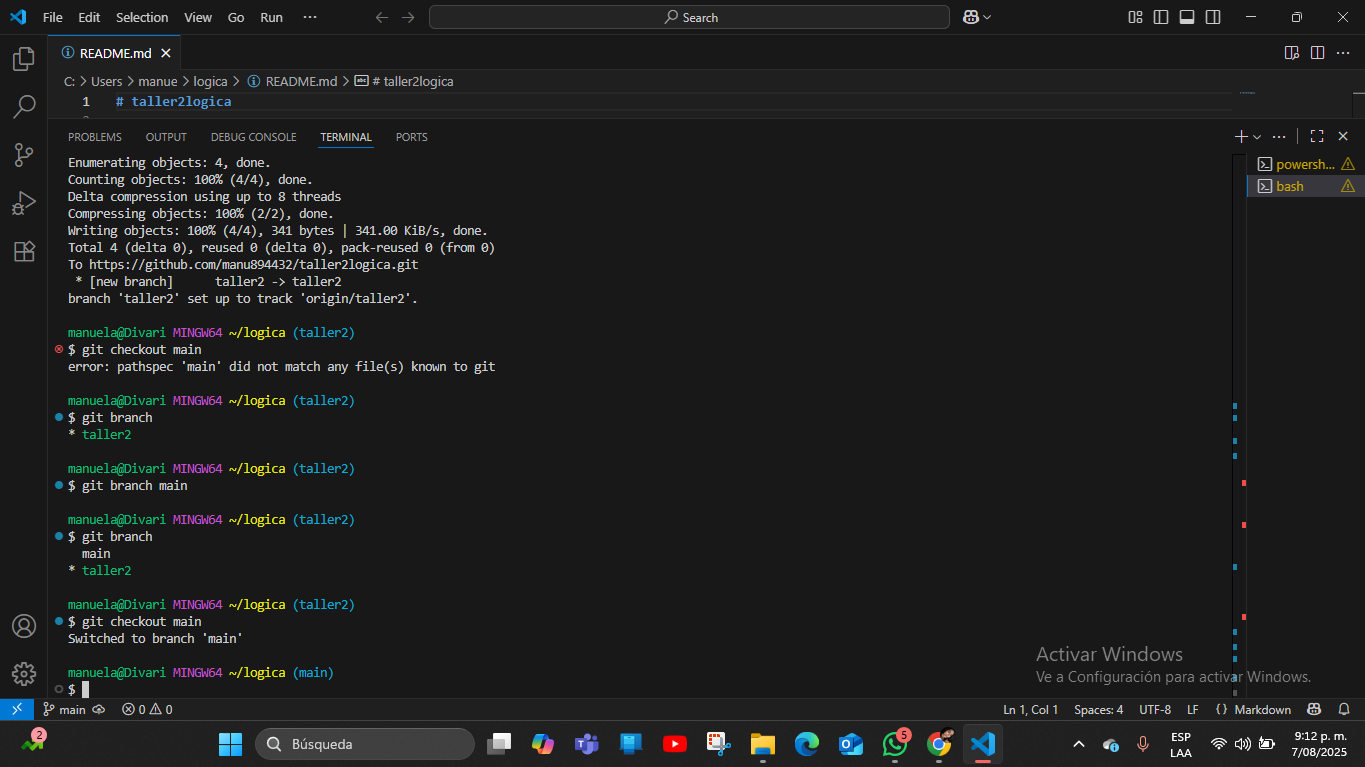 File Edit Selection View Go Run ···
Search
README.md
C: > Users > manue > logica > README.md > # taller2logica
1 # taller2logica
PROBLEMS OUTPUT DEBUG CONSOLE TERMINAL PORTS
powersh...
bash
Enumerating objects: 4, done.
Counting objects: 100% (4/4), done.
Delta compression using up to 8 threads
Compressing objects: 100% (2/2), done.
Writing objects: 100% (4/4), 341 bytes | 341.00 KiB/s, done.
Total 4 (delta 0), reused 0 (delta 0), pack-reused 0 (from 0)
To https://github.com/manu894432/taller2logica.git
* [new branch]      taller2 -> taller2
branch 'taller2' set up to track 'origin/taller2'.
manuela@Divari MINGW64 ~/logica (taller2)
$ git checkout main
error: pathspec 'main' did not match any file(s) known to git
manuela@Divari MINGW64 ~/logica (taller2)
$ git branch
* taller2
manuela@Divari MINGW64 ~/logica (taller2)
$ git branch main
manuela@Divari MINGW64 ~/logica (taller2)
$ git branch
main
* taller2
manuela@Divari MINGW64 ~/logica (taller2)
$ git checkout main
Switched to branch 'main'
manuela@Divari MINGW64 ~/logica (main)
$
Activar Windows
Ve a Configuración para activar Windows.
main 0 0 Ln 1, Col 1 Spaces: 4 UTF-8 LF {} Markdown
2
Búsqueda
5
ESP
LAA
9:12 p. m.
7/08/2025